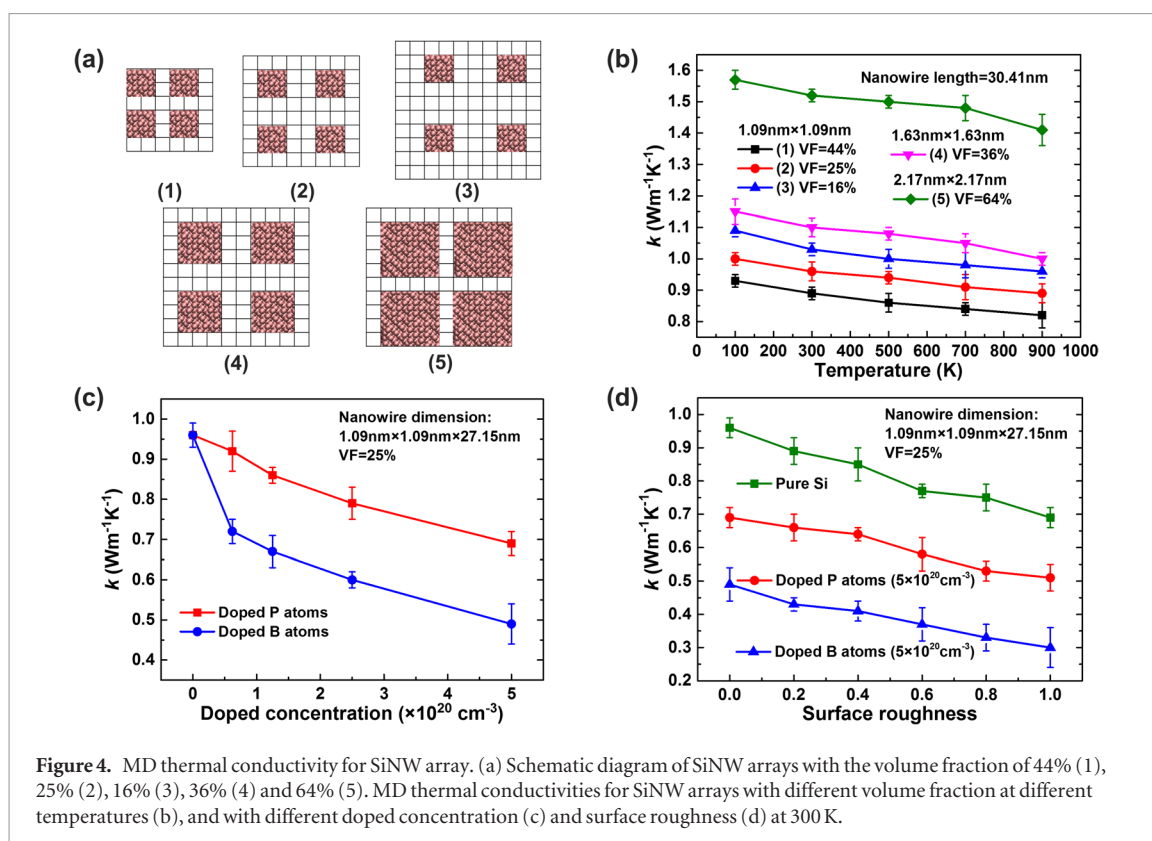 (a)
(1)
(2)
(3)
(4)
(5)
(b)
Nanowire length=30.41nm
1.09nm×1.09nm
(1) VF=44%
(2) VF=25%
(3) VF=16%
1.63nm×1.63nm
(4) VF=36%
2.17nm×2.17nm
(5) VF=64%
k (Wm⁻¹K⁻¹)
1.6
1.5
1.4
1.3
1.2
1.1
1.0
0.9
0.8
0 100 200 300 400 500 600 700 800 900 1000
Temperature (K)
(c)
Nanowire dimension:
1.09nm×1.09nm×27.15nm
VF=25%
Doped P atoms
Doped B atoms
k (Wm⁻¹K⁻¹)
1.0
0.9
0.8
0.7
0.6
0.5
0.4
0 1 2 3 4 5
Doped concentration (×10²⁰ cm⁻³)
(d)
Nanowire dimension:
1.09nm×1.09nm×27.15nm
VF=25%
Pure Si
Doped P atoms (5×10²⁰cm⁻³)
Doped B atoms (5×10²⁰cm⁻³)
k (Wm⁻¹K⁻¹)
1.1
1.0
0.9
0.8
0.7
0.6
0.5
0.4
0.3
0.2
0.0 0.2 0.4 0.6 0.8 1.0
Surface roughness
Figure 4. MD thermal conductivity for SiNW array. (a) Schematic diagram of SiNW arrays with the volume fraction of 44% (1),
25% (2), 16% (3), 36% (4) and 64% (5). MD thermal conductivities for SiNW arrays with different volume fraction at different
temperatures (b), and with different doped concentration (c) and surface roughness (d) at 300 K.